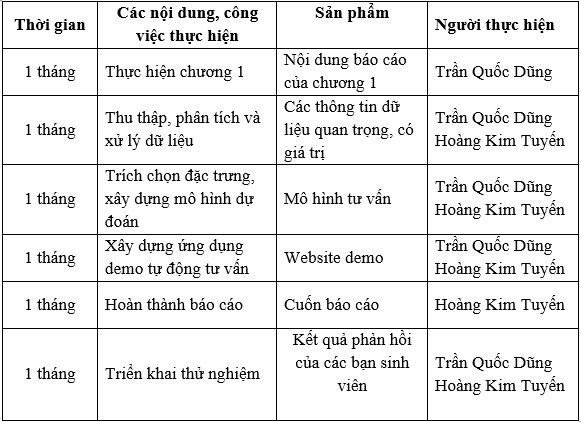 Thời gian
Các nội dung, công
việc thực hiện
Sản phẩm
Người thực hiện
1 tháng
Thực hiện chương 1
Nội dung báo cáo
của chương 1
Trần Quốc Dũng
1 tháng
Thu thập, phân tích và
xử lý dữ liệu
Các thông tin dữ
liệu quan trọng, có
giá trị
Trần Quốc Dũng
Hoàng Kim Tuyến
1 tháng
Trích chọn đặc trưng,
xây dựng mô hình dự
đoán
Mô hình tư vấn
Trần Quốc Dũng
Hoàng Kim Tuyến
1 tháng
Xây dựng ứng dụng
demo tự động tư vấn
Website demo
Trần Quốc Dũng
Hoàng Kim Tuyến
1 tháng
Hoàn thành báo cáo
Cuốn báo cáo
Hoàng Kim Tuyến
1 tháng
Triển khai thử nghiệm
Kết quả phản hồi
của các bạn sinh
viên
Trần Quốc Dũng
Hoàng Kim Tuyến